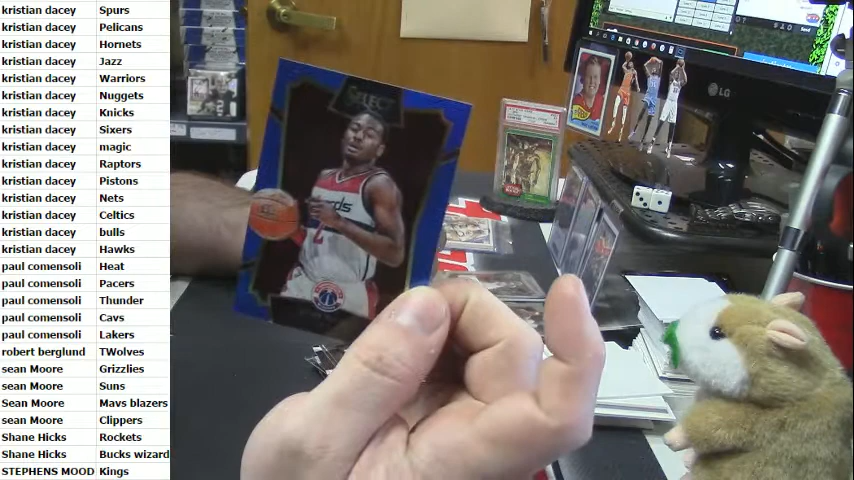 kristian dacey Spurs
kristian dacey Pelicans
kristian dacey Hornets
kristian dacey Jazz
kristian dacey Warriors
kristian dacey Nuggets
kristian dacey Knicks
kristian dacey Sixers
kristian dacey magic
kristian dacey Raptors
kristian dacey Pistons
kristian dacey Nets
kristian dacey Celtics
kristian dacey bulls
kristian dacey Hawks
paul comensoli Heat
paul comensoli Pacers
paul comensoli Thunder
paul comensoli Cavs
paul comensoli Lakers
robert berglund TWolves
sean Moore Grizzlies
sean Moore Suns
Sean Moore Mavs blazers
sean Moore Clippers
Shane Hicks Rockets
Shane Hicks Bucks wizard
STEPHENS MOOD Kings
SELECT
LG